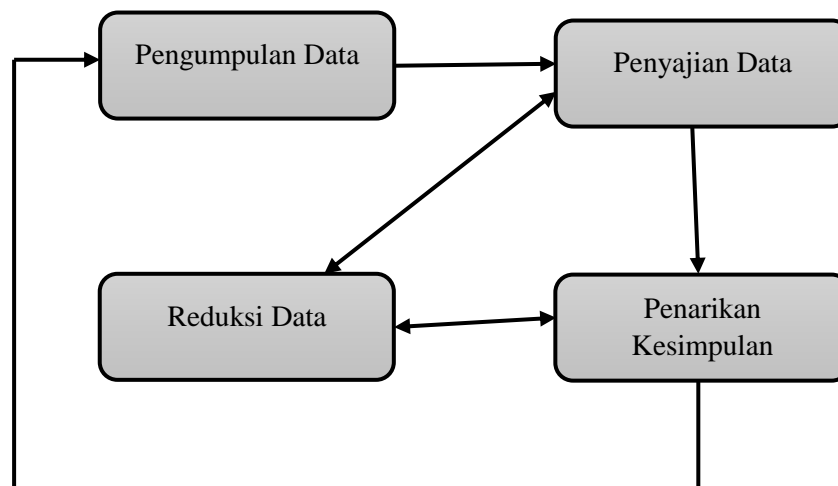 Pengumpulan Data
Penyajian Data
Reduksi Data
Penarikan
Kesimpulan